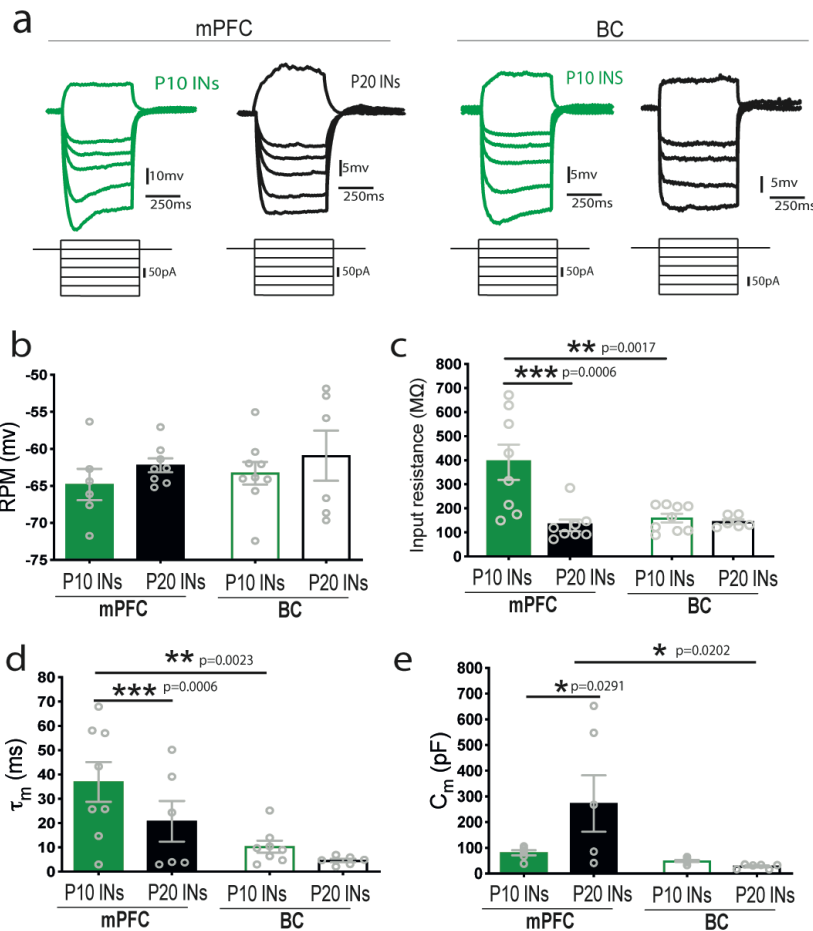 a
mPFC
BC
P10 INs
P20 INs
P10 INS
10mv
250ms
5mv
250ms
5mv
250ms
5mv
250ms
50pA
50pA
50pA
50pA
b
RPM (mv)
-50
-55
-60
-65
-70
-75
P10 INs P20 INs P10 INs P20 INs
mPFC BC
c
Input resistance (MΩ)
800
700
600
500
400
300
200
100
0
** p=0.0017
*** p=0.0006
P10 INs P20 INs P10 INs P20 INs
mPFC BC
d
τm (ms)
80
70
60
50
40
30
20
10
0
** p=0.0023
*** p=0.0006
P10 INs P20 INs P10 INs P20 INs
mPFC BC
e
Cm (pF)
800
700
600
500
400
300
200
100
0
* p=0.0202
* p=0.0291
P10 INs P20 INs P10 INs P20 INs
mPFC BC